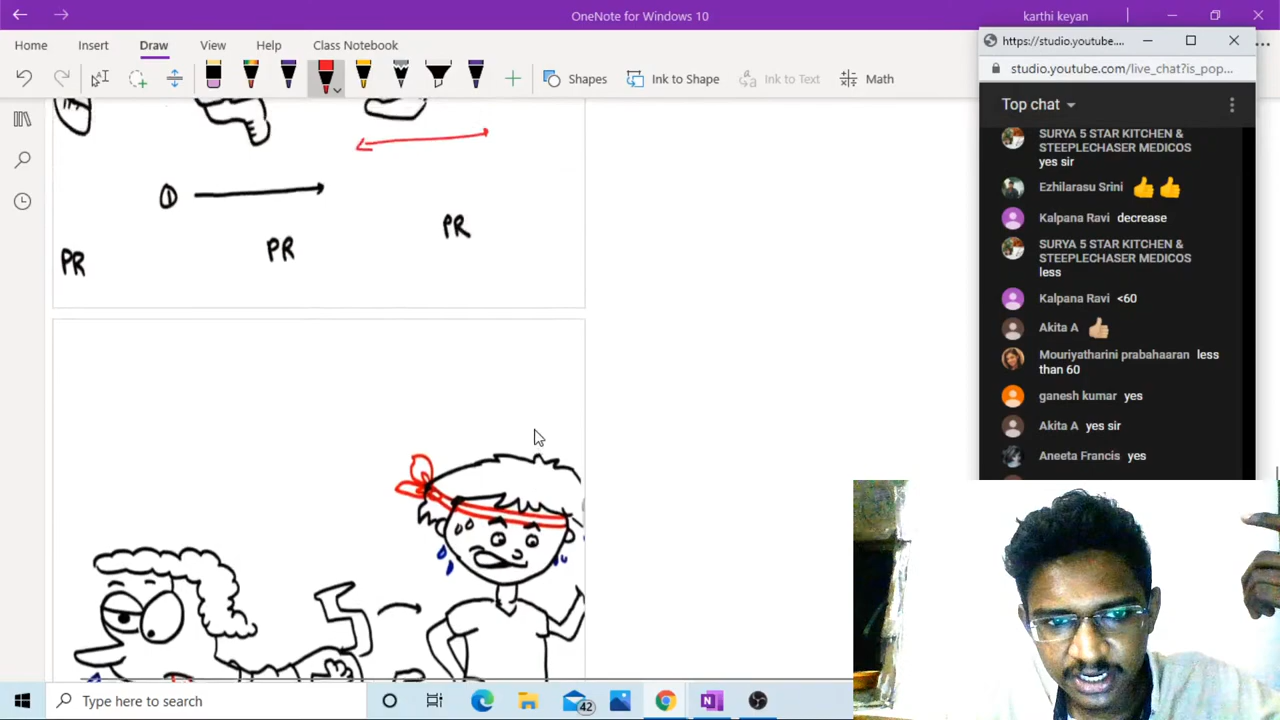 OneNote for Windows 10
karthi keyan
Home Insert Draw View Help Class Notebook
Shapes Ink to Shape Ink to Text Math
https://studio.youtube....
studio.youtube.com/live_chat?is_pop...
Top chat
SURYA 5 STAR KITCHEN &
STEEPLECHASER MEDICOS
yes sir
Ezhilarasu Srini 👍👍
Kalpana Ravi decrease
SURYA 5 STAR KITCHEN &
STEEPLECHASER MEDICOS
less
Kalpana Ravi <60
Akita A 👍🏼
Mouriyatharini prabahaaran less
than 60
ganesh kumar yes
Akita A yes sir
Aneeta Francis yes
①
PR
PR
PR
Type here to search
42